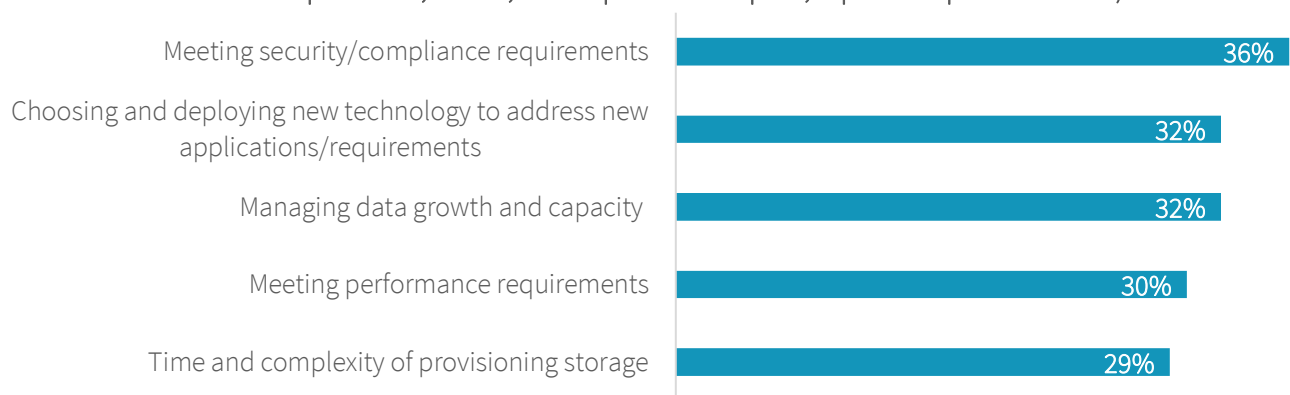 Meeting security/compliance requirements
36%
Choosing and deploying new technology to address new
applications/requirements
32%
Managing data growth and capacity
32%
Meeting performance requirements
30%
Time and complexity of provisioning storage
29%